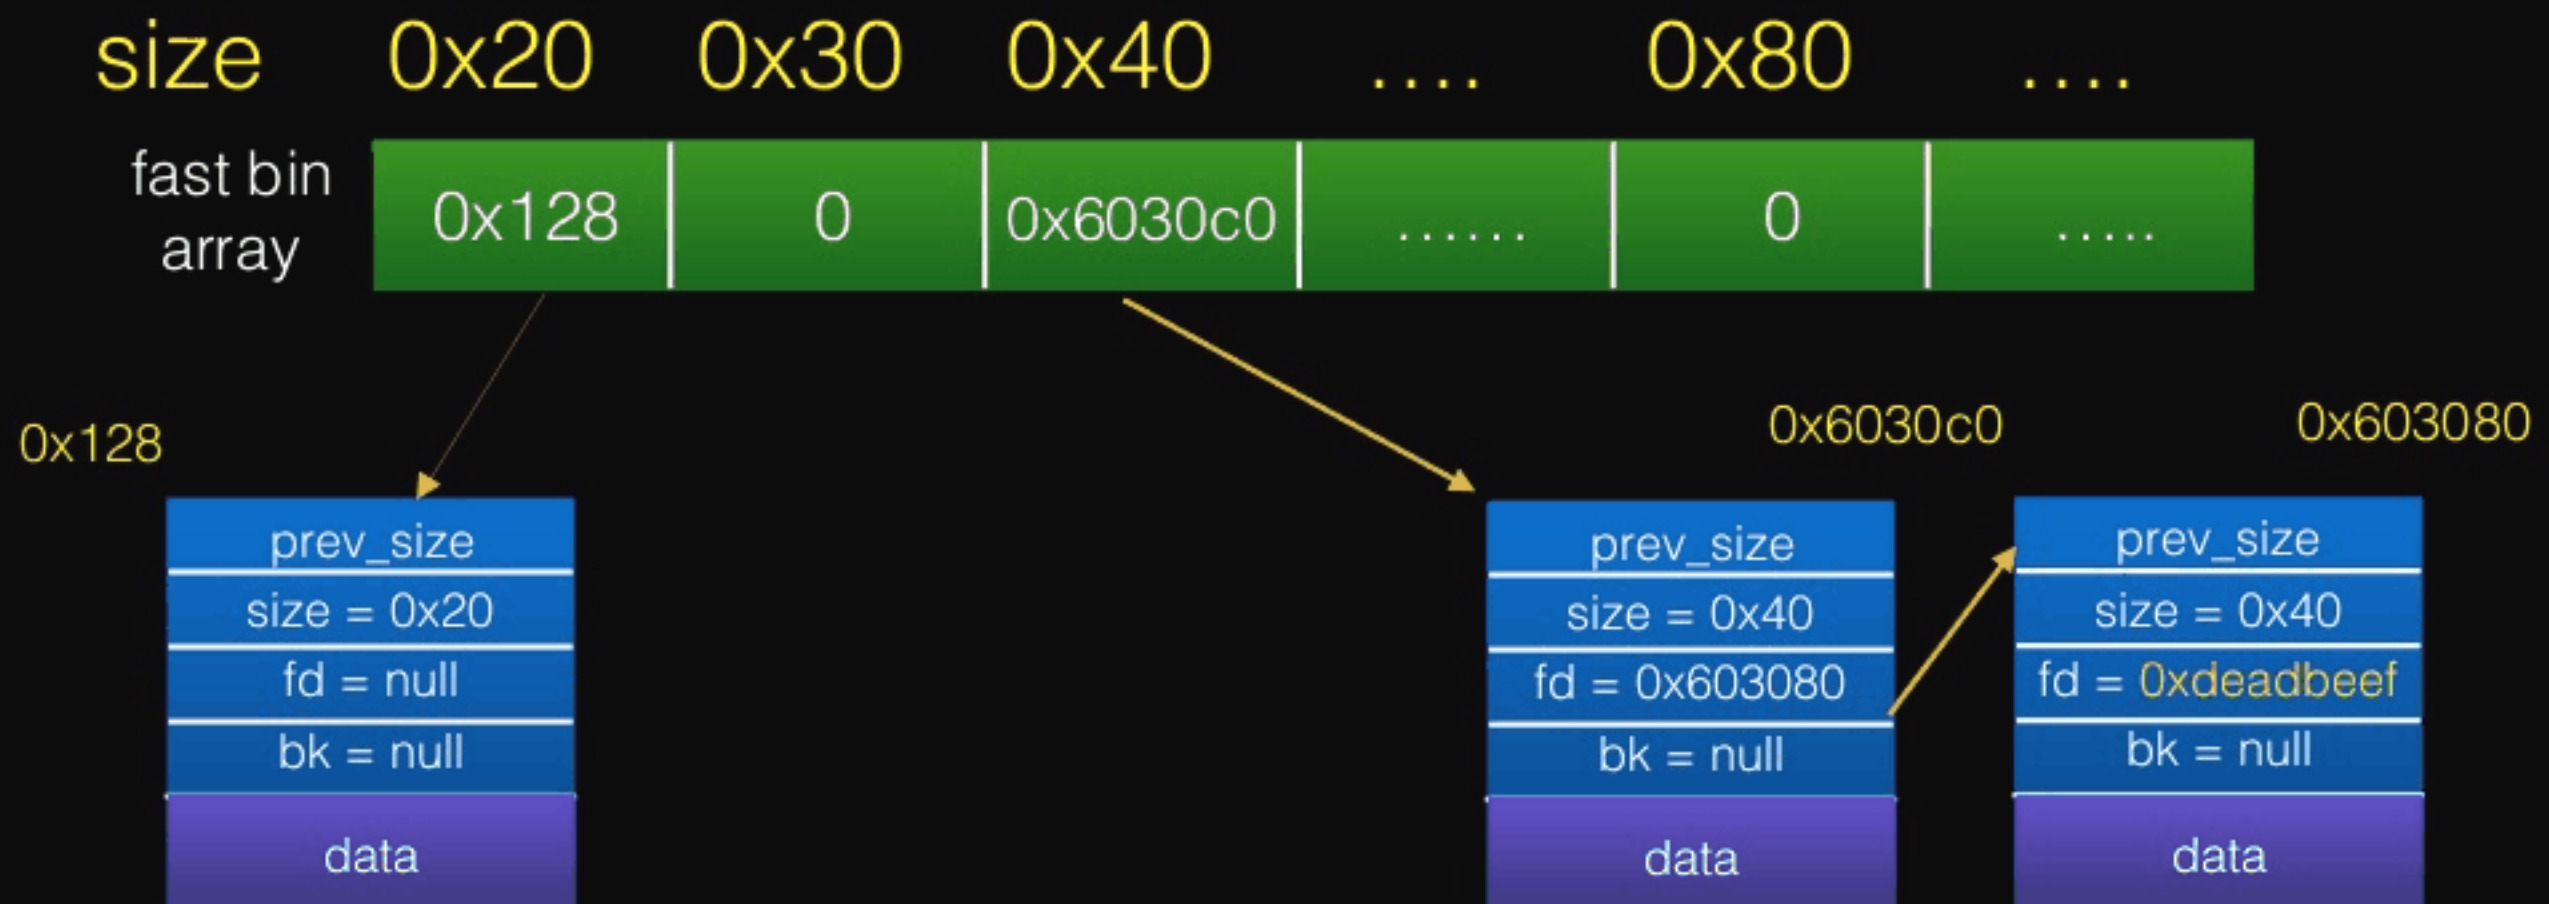 size 0x20 0x30 0x40 .... 0x80 ....
fast bin
array
0x128 0 0x6030c0 ...... 0 .....
0x128 0x6030c0 0x603080
prev_size
size = 0x20
fd = null
bk = null
data
prev_size
size = 0x40
fd = 0x603080
bk = null
data
prev_size
size = 0x40
fd = 0xdeadbeef
bk = null
data